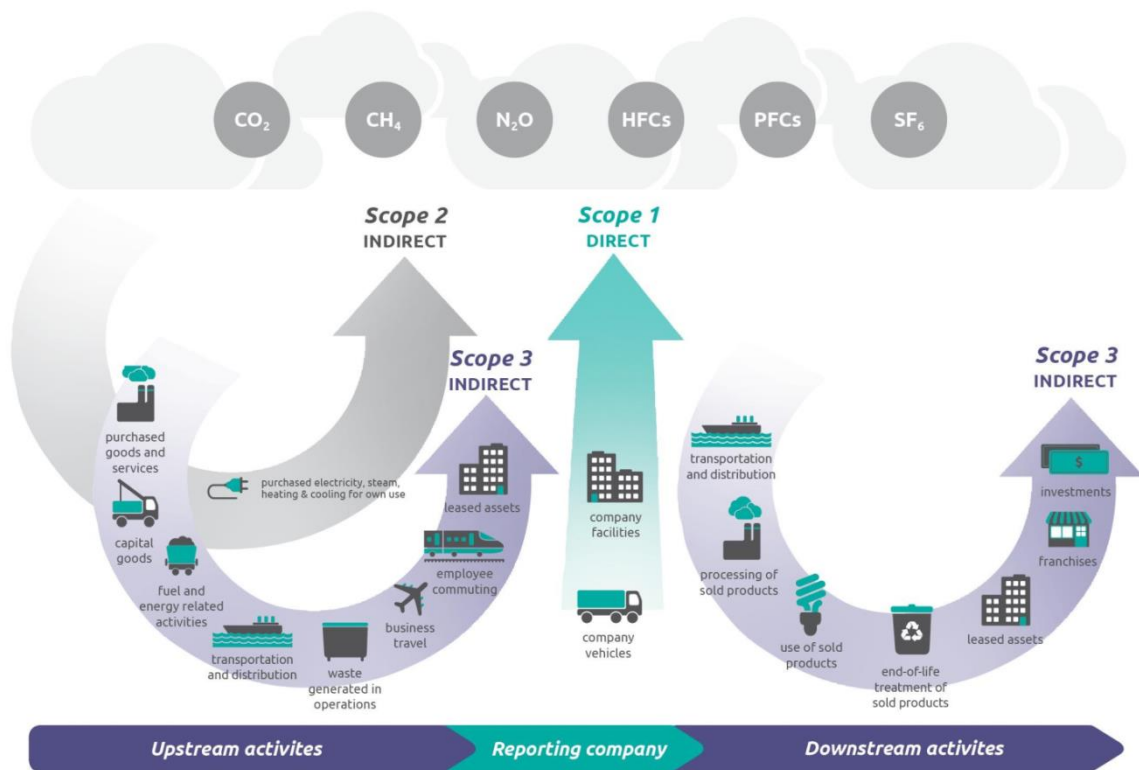 CO₂
CH₄
N₂O
HFCs
PFCs
SF₆
Scope 2
INDIRECT
Scope 1
DIRECT
Scope 3
INDIRECT
Scope 3
INDIRECT
purchased
goods and
services
capital
goods
fuel and
energy related
activities
transportation
and distribution
waste
generated in
operations
business
travel
employee
commuting
leased assets
purchased electricity, steam,
heating & cooling for own use
company
facilities
company
vehicles
transportation
and distribution
processing of
sold products
use of sold
products
end-of-life
treatment of
sold products
leased assets
franchises
$
investments
Upstream activites
Reporting company
Downstream activites